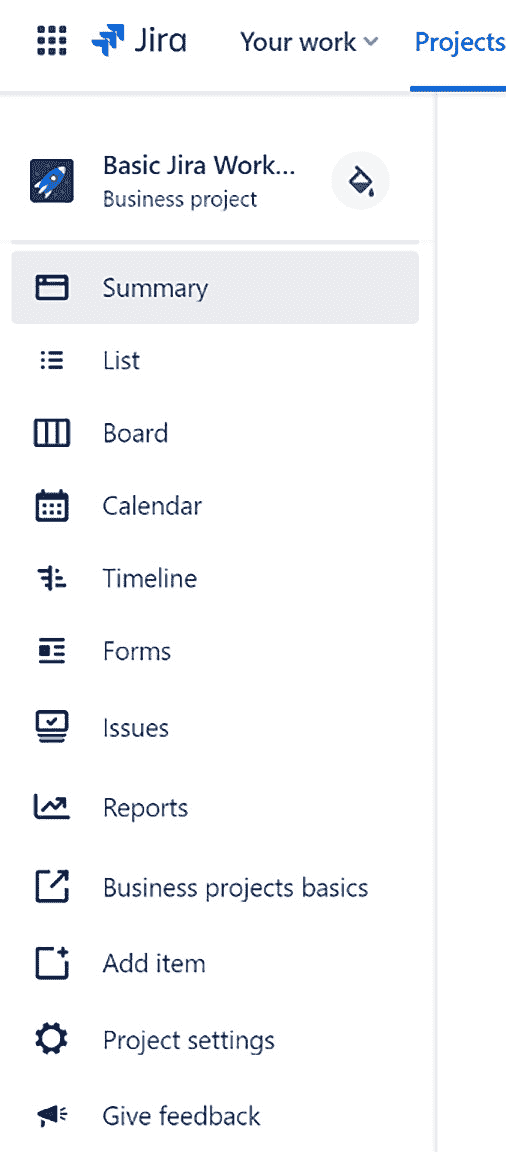 Jira Your work Projects
Basic Jira Work...
Business project
Summary
List
Board
Calendar
Timeline
Forms
Issues
Reports
Business projects basics
Add item
Project settings
Give feedback